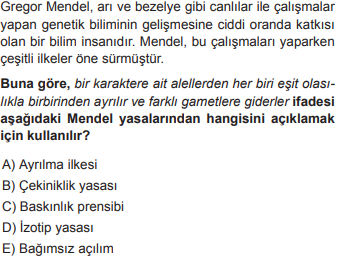 Gregor Mendel, arı ve bezelye gibi canlılar ile çalışmalar
yapan genetik biliminin gelişmesine ciddi oranda katkısı
olan bir bilim insanıdır. Mendel, bu çalışmaları yaparken
çeşitli ilkeler öne sürmüştür.
Buna göre, bir karaktere ait alellerden her biri eşit olası-
lıkla birbirinden ayrılır ve farklı gametlere giderler ifadesi
aşağıdaki Mendel yasalarından hangisini açıklamak
için kullanılır?
A) Ayrılma ilkesi
B) Çekiniklik yasası
C) Baskınlık prensibi
D) İzotip yasası
E) Bağımsız açılım